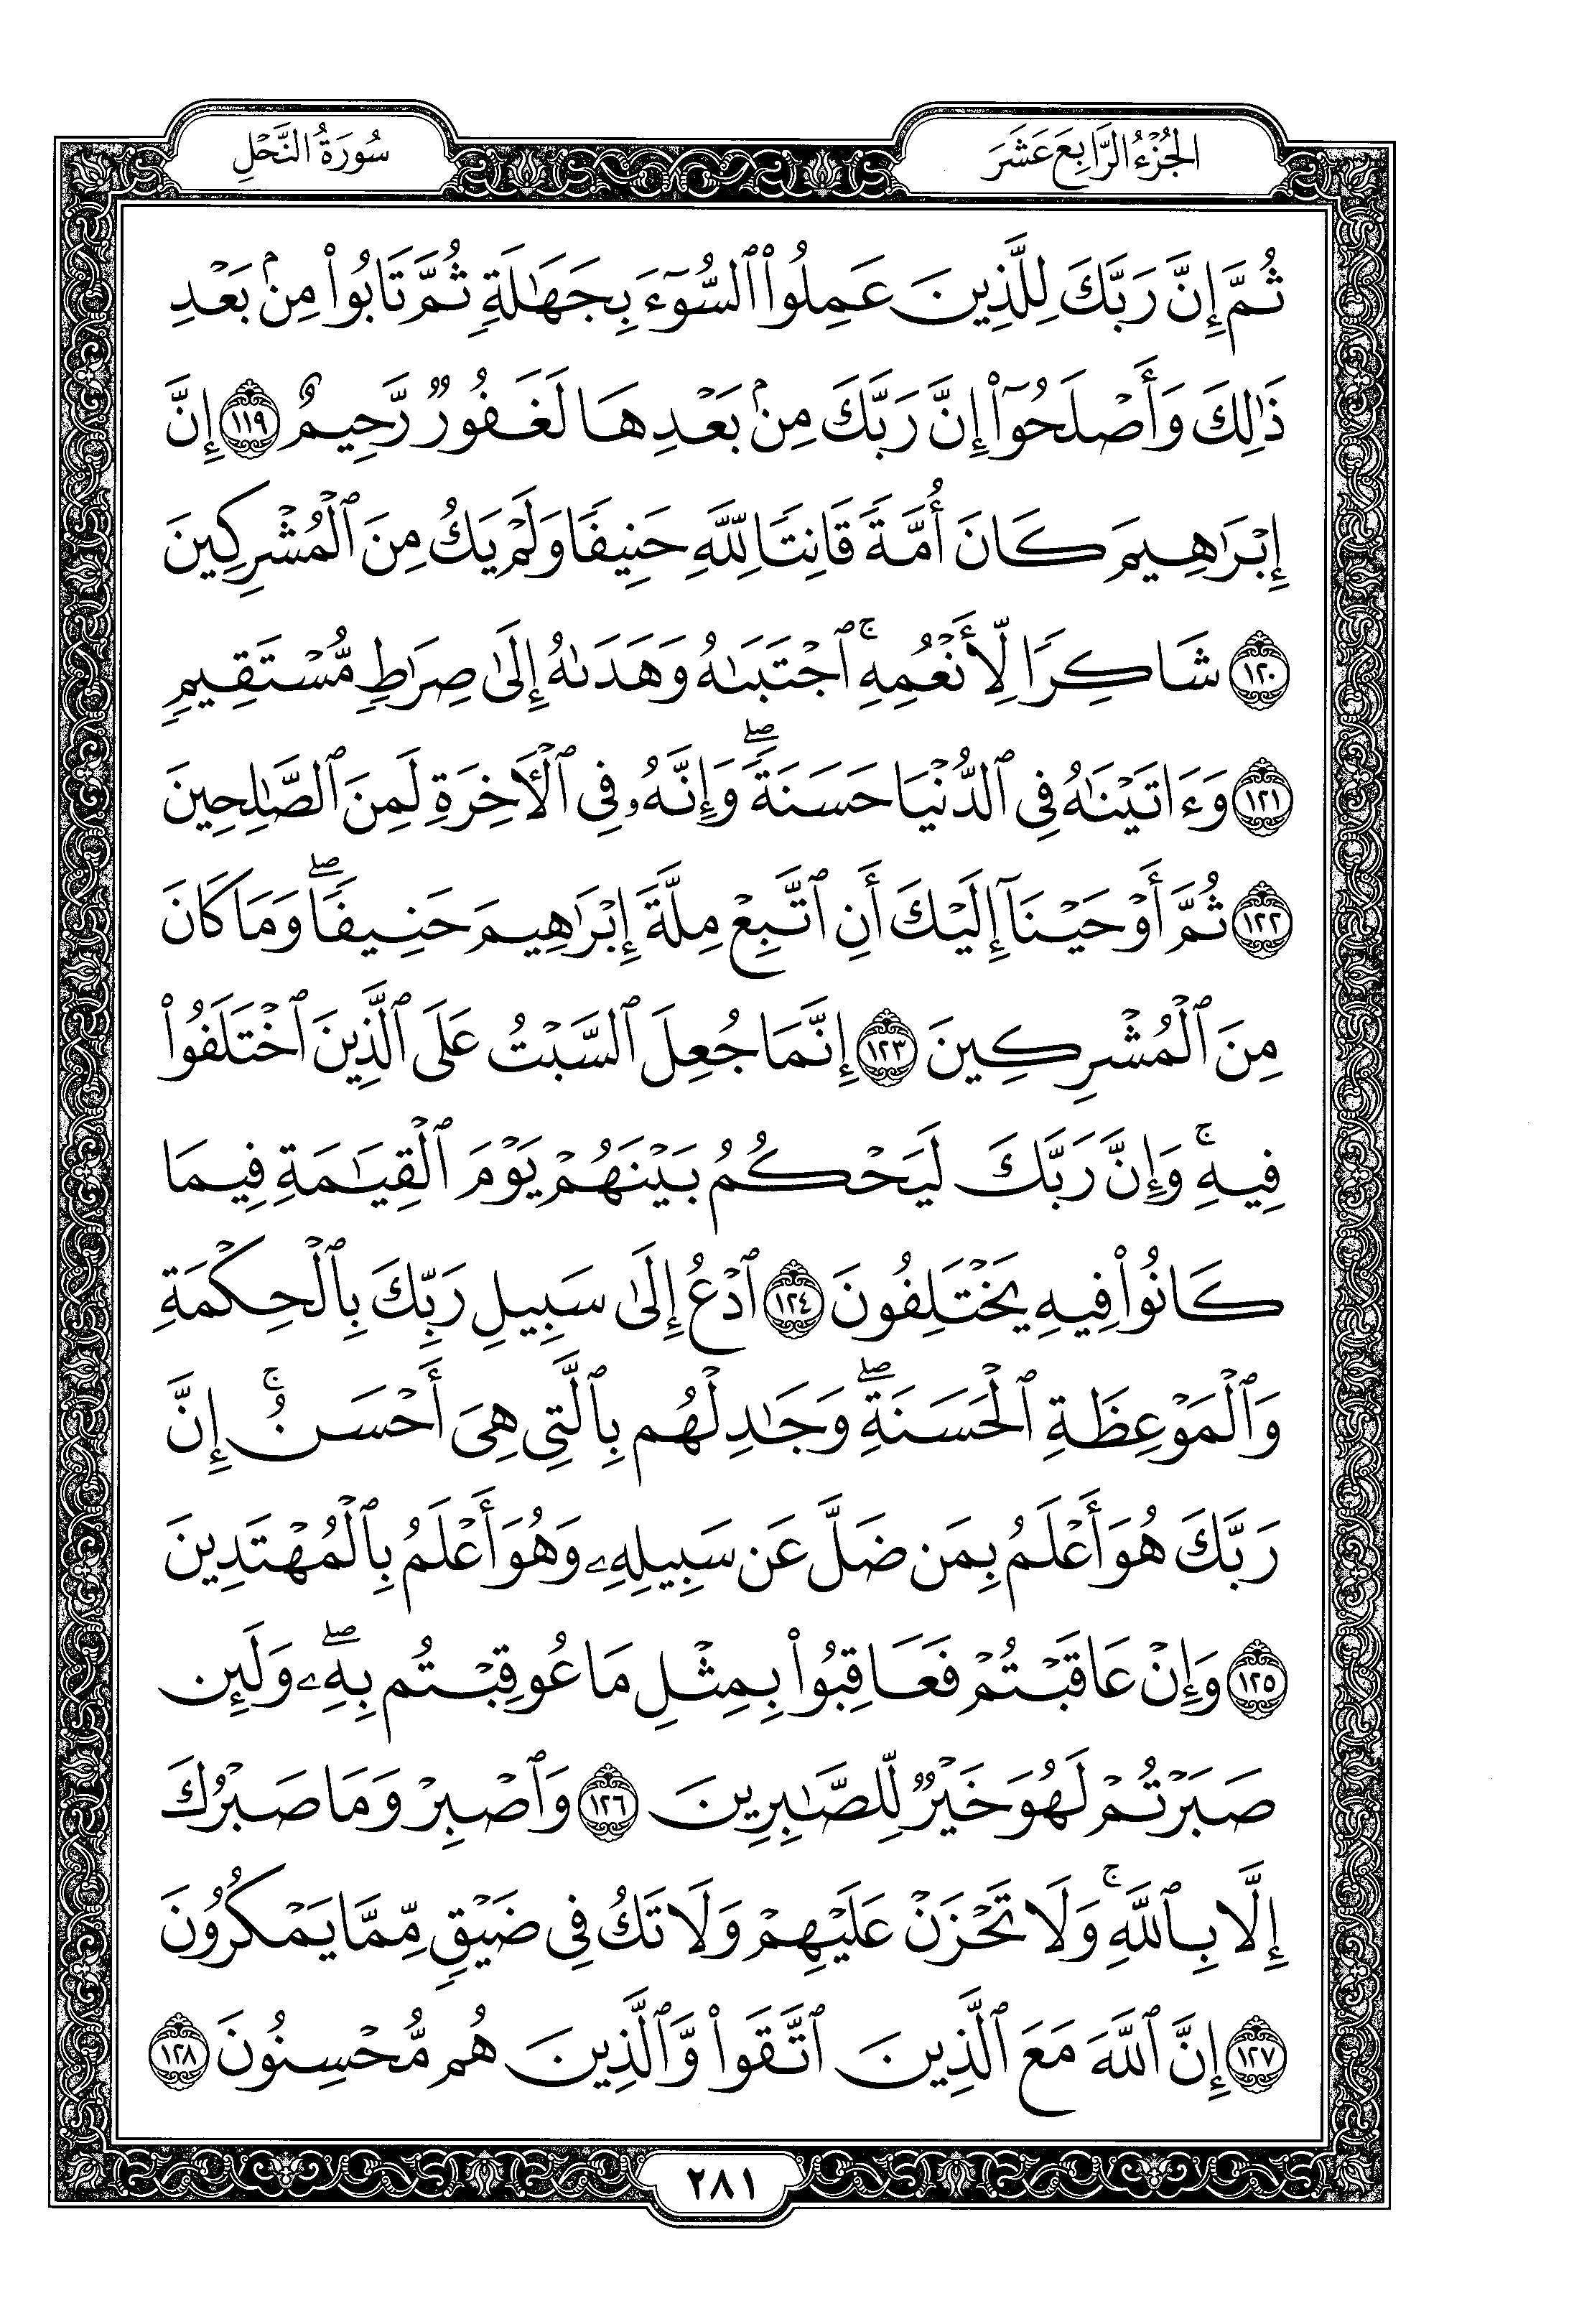 الجُزْءُ الرَّابِعَ عَشَرَ
سُورَةُ النَّحْلِ
ثُمَّ إِنَّ رَبَّكَ لِلَّذِينَ عَمِلُوا۟ ٱلسُّوٓءَ بِجَهَـٰلَةٍۢ ثُمَّ تَابُوا۟ مِنۢ بَعْدِ
ذَٰلِكَ وَأَصْلَحُوٓا۟ إِنَّ رَبَّكَ مِنۢ بَعْدِهَا لَغَفُورٌۭ رَّحِيمٌ ۝١١٩ إِنَّ
إِبْرَٰهِيمَ كَانَ أُمَّةًۭ قَانِتًۭا لِّلَّهِ حَنِيفًۭا وَلَمْ يَكُ مِنَ ٱلْمُشْرِكِينَ
۝١٢٠ شَاكِرًۭا لِّأَنْعُمِهِ ۚ ٱجْتَبَىٰهُ وَهَدَىٰهُ إِلَىٰ صِرَٰطٍۢ مُّسْتَقِيمٍۢ
۝١٢١ وَءَاتَيْنَـٰهُ فِى ٱلدُّنْيَا حَسَنَةًۭ ۖ وَإِنَّهُۥ فِى ٱلْـَٔاخِرَةِ لَمِنَ ٱلصَّـٰلِحِينَ
۝١٢٢ ثُمَّ أَوْحَيْنَآ إِلَيْكَ أَنِ ٱتَّبِعْ مِلَّةَ إِبْرَٰهِيمَ حَنِيفًۭا ۖ وَمَا كَانَ
مِنَ ٱلْمُشْرِكِينَ ۝١٢٣ إِنَّمَا جُعِلَ ٱلسَّبْتُ عَلَى ٱلَّذِينَ ٱخْتَلَفُوا۟
فِيهِ ۚ وَإِنَّ رَبَّكَ لَيَحْكُمُ بَيْنَهُمْ يَوْمَ ٱلْقِيَـٰمَةِ فِيمَا
كَانُوا۟ فِيهِ يَخْتَلِفُونَ ۝١٢٤ ٱدْعُ إِلَىٰ سَبِيلِ رَبِّكَ بِٱلْحِكْمَةِ
وَٱلْمَوْعِظَةِ ٱلْحَسَنَةِ ۖ وَجَـٰدِلْهُم بِٱلَّتِى هِىَ أَحْسَنُ ۚ إِنَّ
رَبَّكَ هُوَ أَعْلَمُ بِمَن ضَلَّ عَن سَبِيلِهِۦ وَهُوَ أَعْلَمُ بِٱلْمُهْتَدِينَ
۝١٢٥ وَإِنْ عَاقَبْتُمْ فَعَاقِبُوا۟ بِمِثْلِ مَا عُوقِبْتُم بِهِۦ ۖ وَلَئِن
صَبَرْتُمْ لَهُوَ خَيْرٌۭ لِّلصَّـٰبِرِينَ ۝١٢٦ وَٱصْبِرْ وَمَا صَبْرُكَ
إِلَّا بِٱللَّهِ ۚ وَلَا تَحْزَنْ عَلَيْهِمْ وَلَا تَكُ فِى ضَيْقٍۢ مِّمَّا يَمْكُرُونَ
۝١٢٧ إِنَّ ٱللَّهَ مَعَ ٱلَّذِينَ ٱتَّقَوا۟ وَّٱلَّذِينَ هُم مُّحْسِنُونَ ۝١٢٨
٢٨١